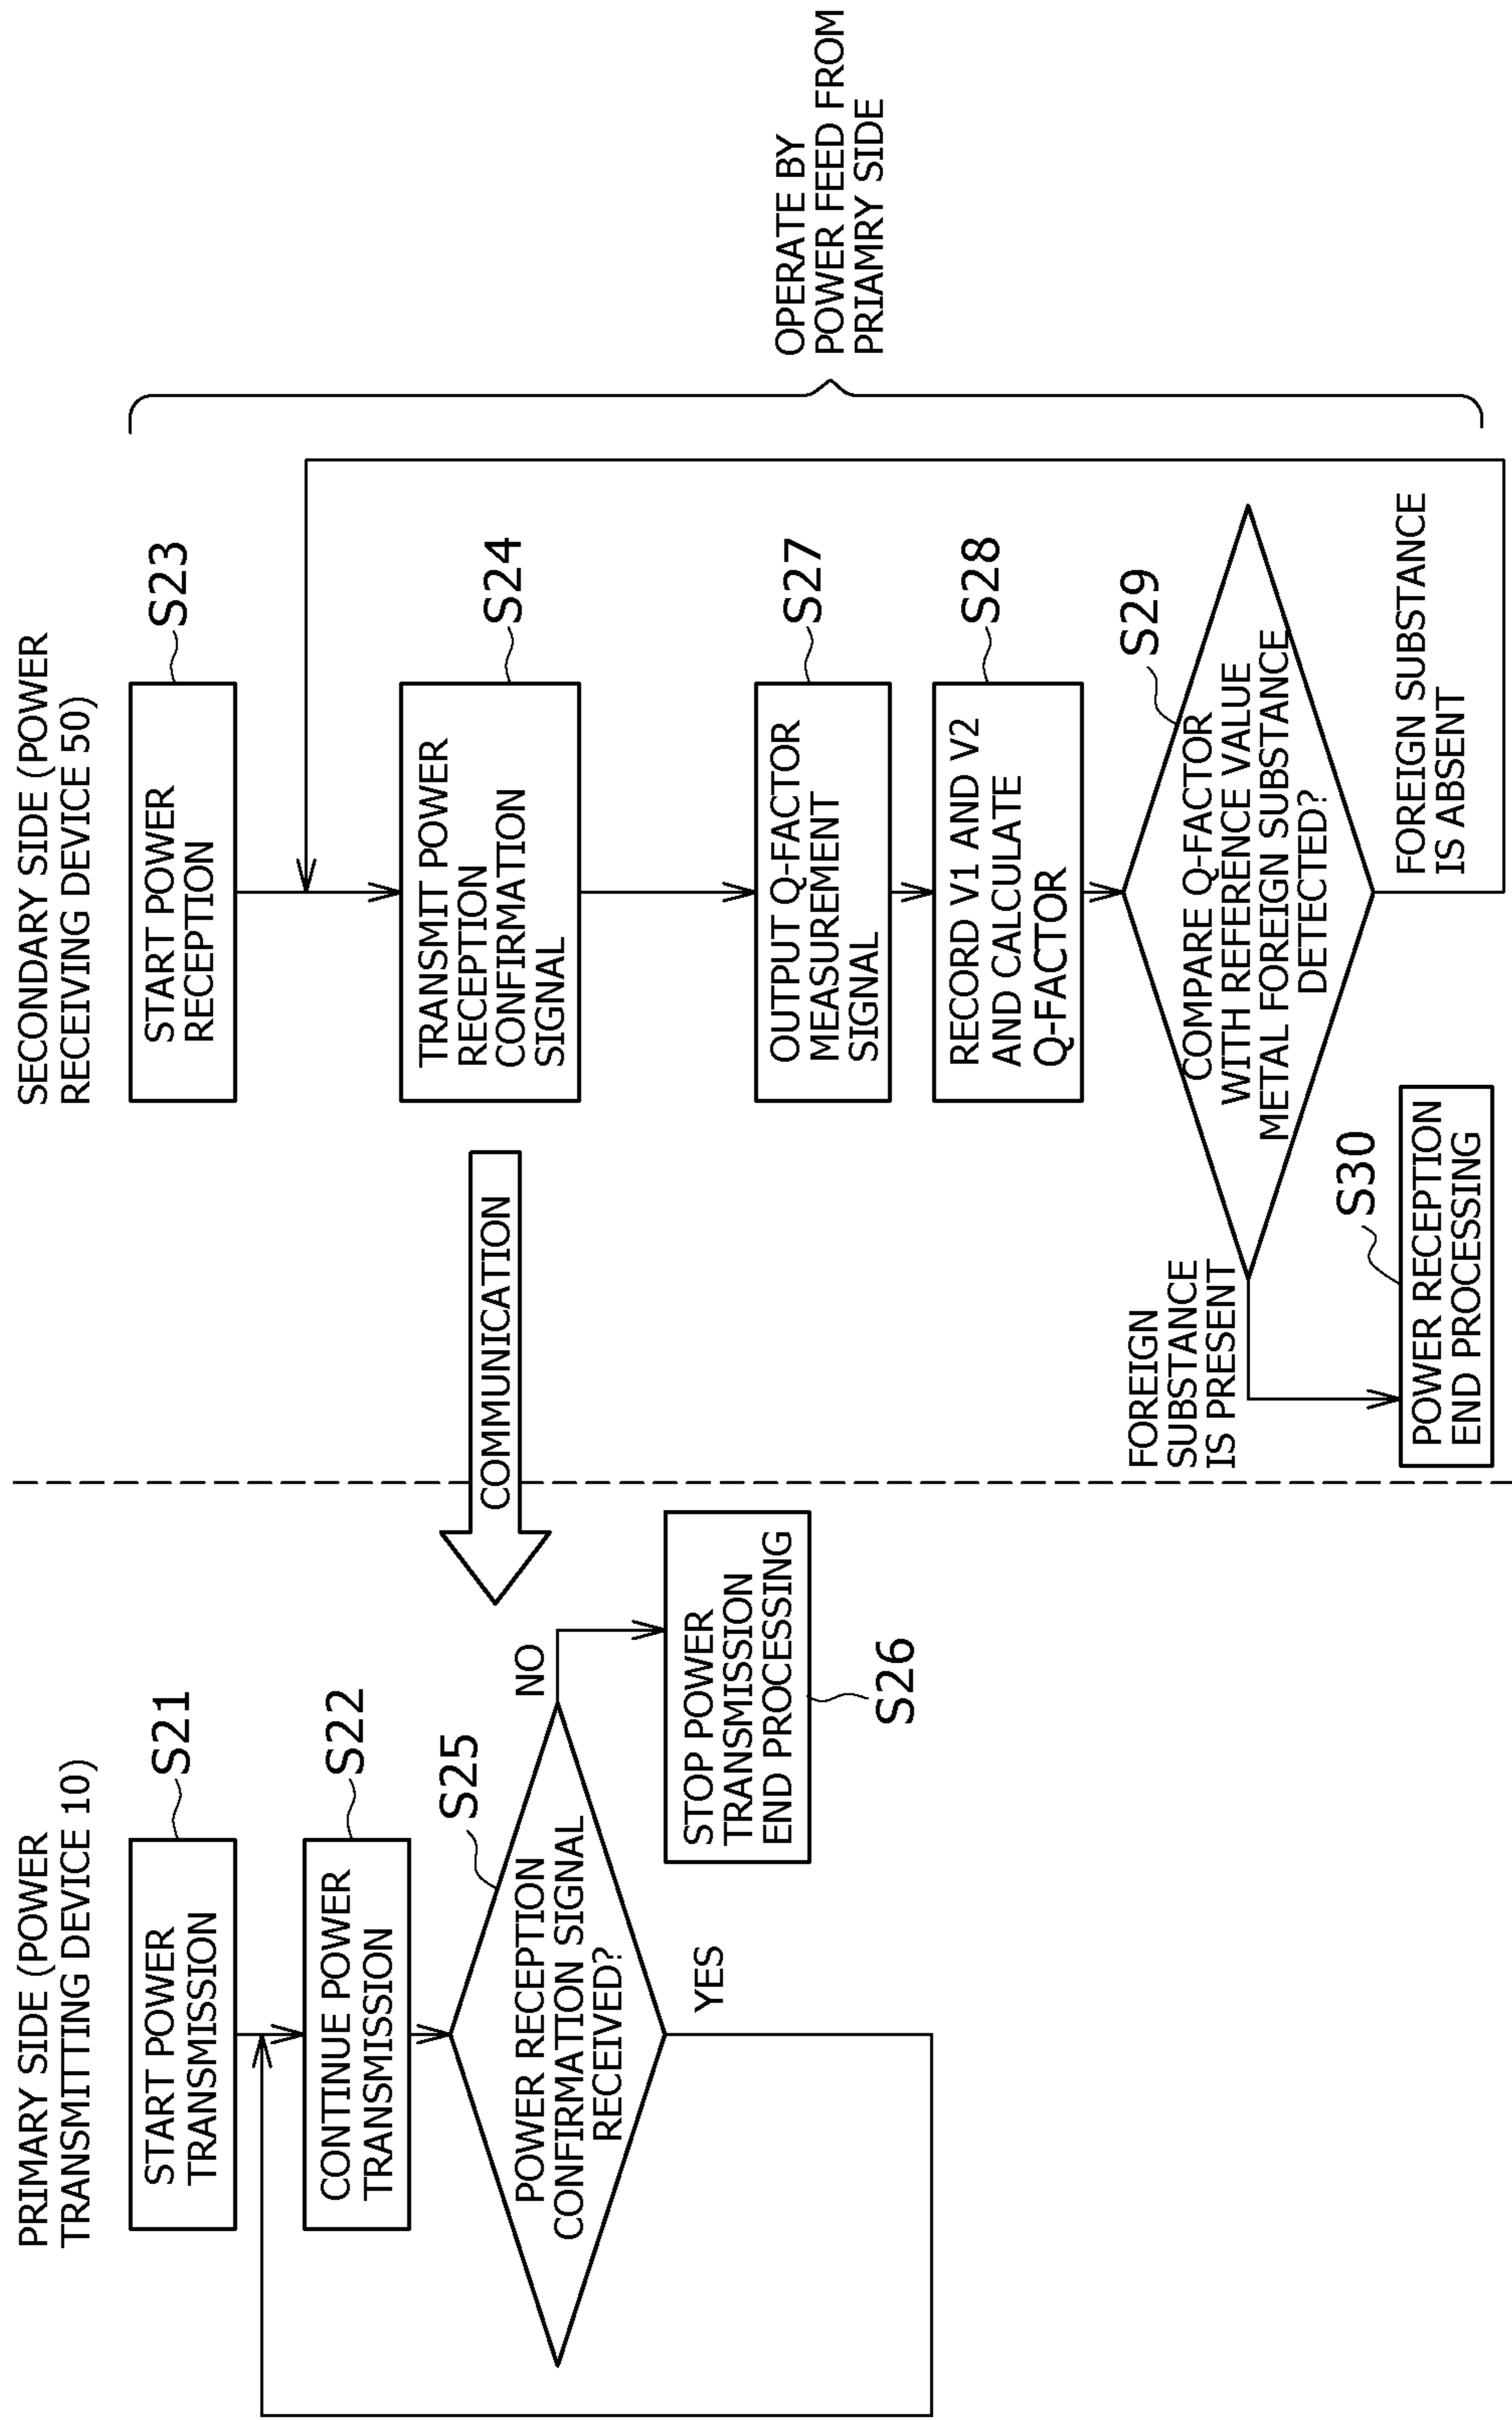 PRIMARY SIDE (POWER
TRANSMITTING DEVICE 10)
S21
START POWER
TRANSMISSION
S22
CONTINUE POWER
TRANSMISSION
S25
POWER RECEPTION
CONFIRMATION SIGNAL
RECEIVED?
NO
YES
STOP POWER
TRANSMISSION
END PROCESSING
S26
COMMUNICATION
SECONDARY SIDE (POWER
RECEIVING DEVICE 50)
S23
START POWER
RECEPTION
S24
TRANSMIT POWER
RECEPTION
CONFIRMATION
SIGNAL
S27
OUTPUT Q-FACTOR
MEASUREMENT
SIGNAL
S28
RECORD V1 AND V2
AND CALCULATE
Q-FACTOR
S29
COMPARE Q-FACTOR
WITH REFERENCE VALUE
METAL FOREIGN SUBSTANCE
DETECTED?
FOREIGN
SUBSTANCE
IS PRESENT
S30
POWER RECEPTION
END PROCESSING
FOREIGN SUBSTANCE
IS ABSENT
OPERATE BY
POWER FEED FROM
PRIAMRY SIDE